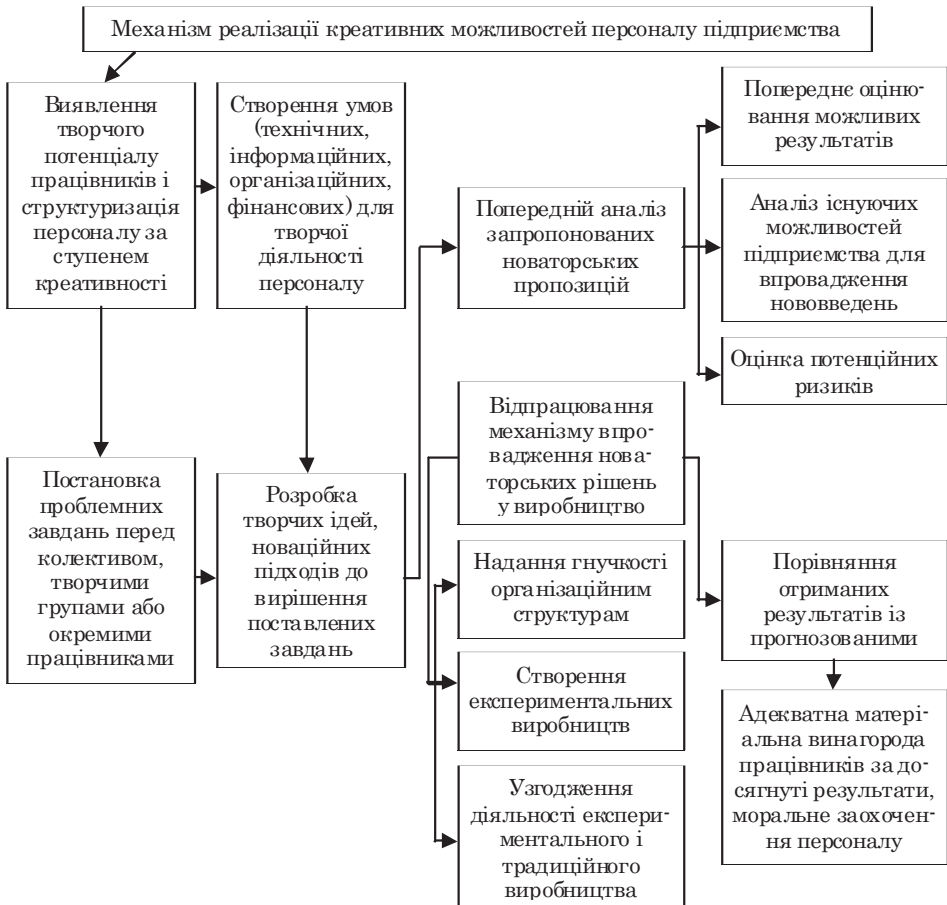 Механізм реалізації креативних можливостей персоналу підприємства
Виявлення
творчого
потенціалу
працівників і
структуризація
персоналу за
ступенем
креативності
Створення умов
(технічних,
інформаційних,
організаційних,
фінансових) для
творчої
діяльності
персоналу
Попередній аналіз
запропонованих
новаторських
пропозицій
Попереднє оціню-
вання можливих
результатів
Аналіз існуючих
можливостей
підприємства для
впровадження
нововведень
Оцінка потенційних
ризиків
Постановка
проблемних
завдань перед
колективом,
творчими
групами або
окремими
працівниками
Розробка
творчих ідей,
новаційних
підходів до
вирішення
поставлених
завдань
Відпрацювання
механізму впро-
вадження нова-
торських рішень
у виробництво
Надання гнучкості
організаційним
структурам
Створення
експериментальних
виробництв
Узгодження
діяльності експери-
ментального і
традиційного
виробництва
Порівняння
отриманих
результатів із
прогнозованими
Адекватна матері-
альна винагорода
працівників за до-
сягнуті результати,
моральне заохочен-
ня персоналу